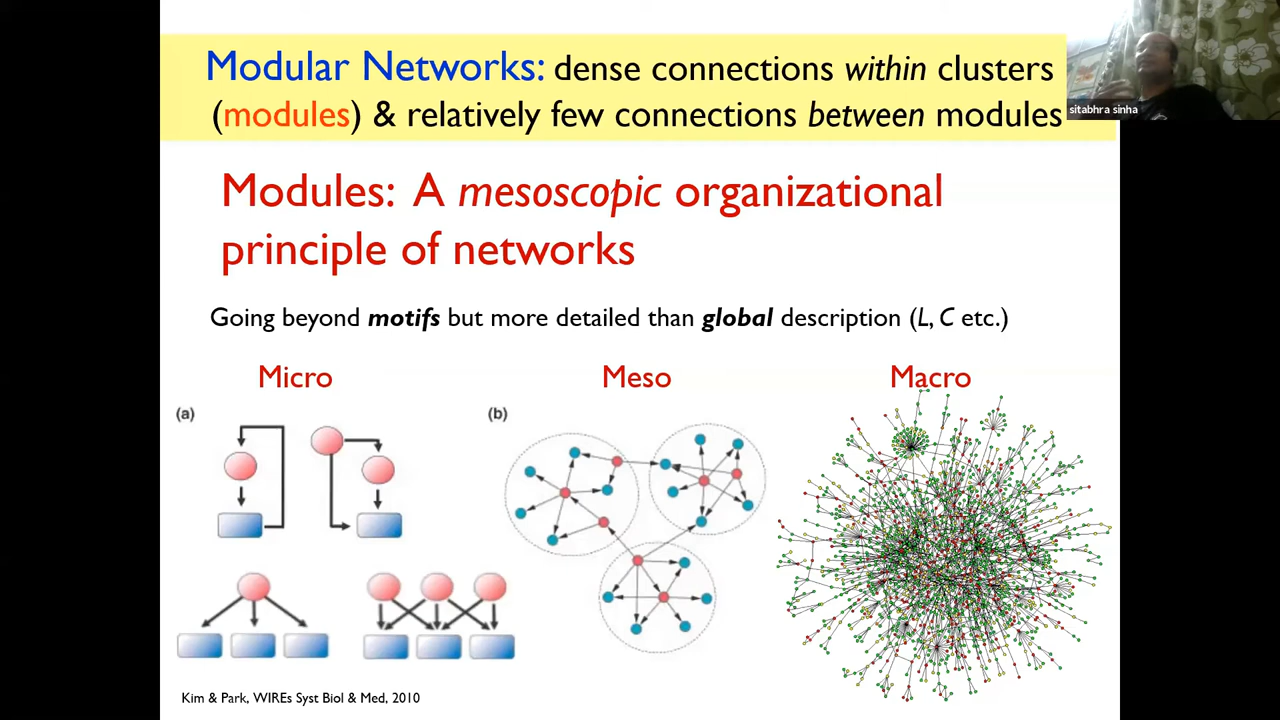 Modular Networks: dense connections within clusters
(modules) & relatively few connections between modules
sitabhra sinha
Modules: A mesoscopic organizational
principle of networks
Going beyond motifs but more detailed than global description (L, C etc.)
Micro
Meso
Macro
(a)
(b)
Kim & Park, WIREs Syst Biol & Med, 2010